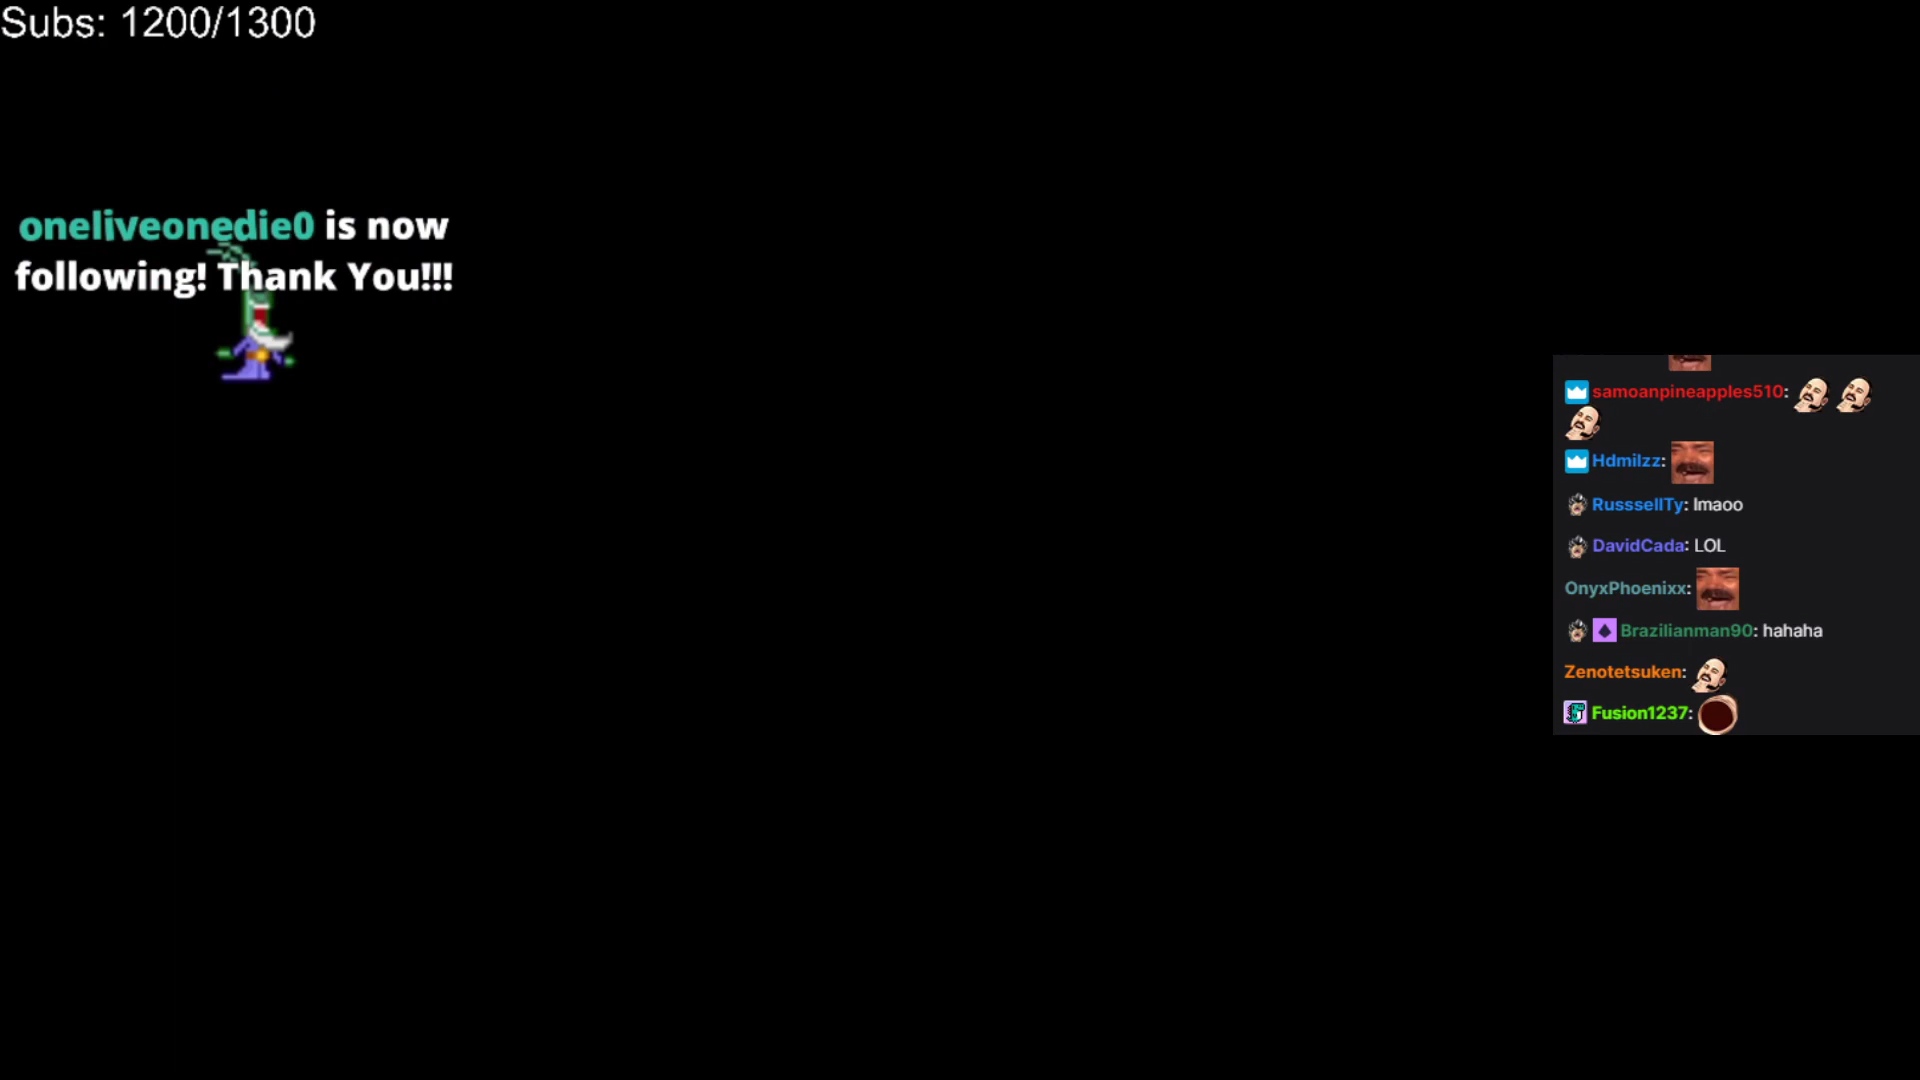 Subs: 1200/1300
oneliveonedie0 is now
following! Thank You!!!
samoanpineapples510:
Hdmilzz:
RusssellTy: lmaoo
DavidCada: LOL
OnyxPhoenixx:
Brazilianman90: hahaha
Zenotetsuken:
Fusion1237: